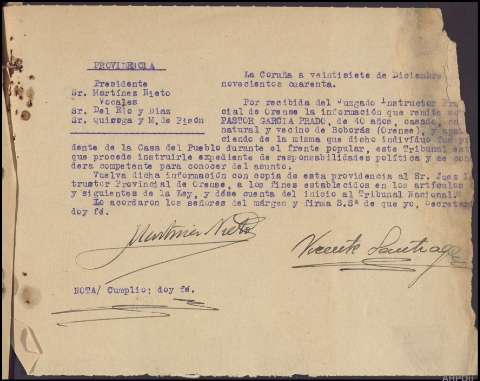 PROVIDENCIA
Presidente
Sr. Martínez Nieto
Vocales
Sr. Del Río y Díaz
Sr. Quiroga y M. de Pisón
La Coruña a veintisiete de Diciembre
novecientos cuarenta.
Por recibida del Juzgado Instructor
cial de Orense la información que
PASTOR GARCIA PRADO, de 40 años, casado,
natural y vecino de Boborás (Orense), y
ciendo de la misma que dicho individuo fue
dente de la Casa del Pueblo durante el frente popular, este Tribunal
que procede instruirle expediente de responsabilidades política y se
dera competente para conocer del asunto.
Vuelva dicha información con copia de esta providencia al Sr. Juez
tructor Provincial de Orense, a los fines establecidos en los artículos
y siguientes de la Ley, y dése cuenta del inicio al Tribunal Nacional.
Lo acordaron los señores del márgen y firma S.Sª de que yo, Secretar
doy fé.
Martínez Nieto
Vicente Santiago
NOTA/ Cumplio; doy fé.
AHPOU